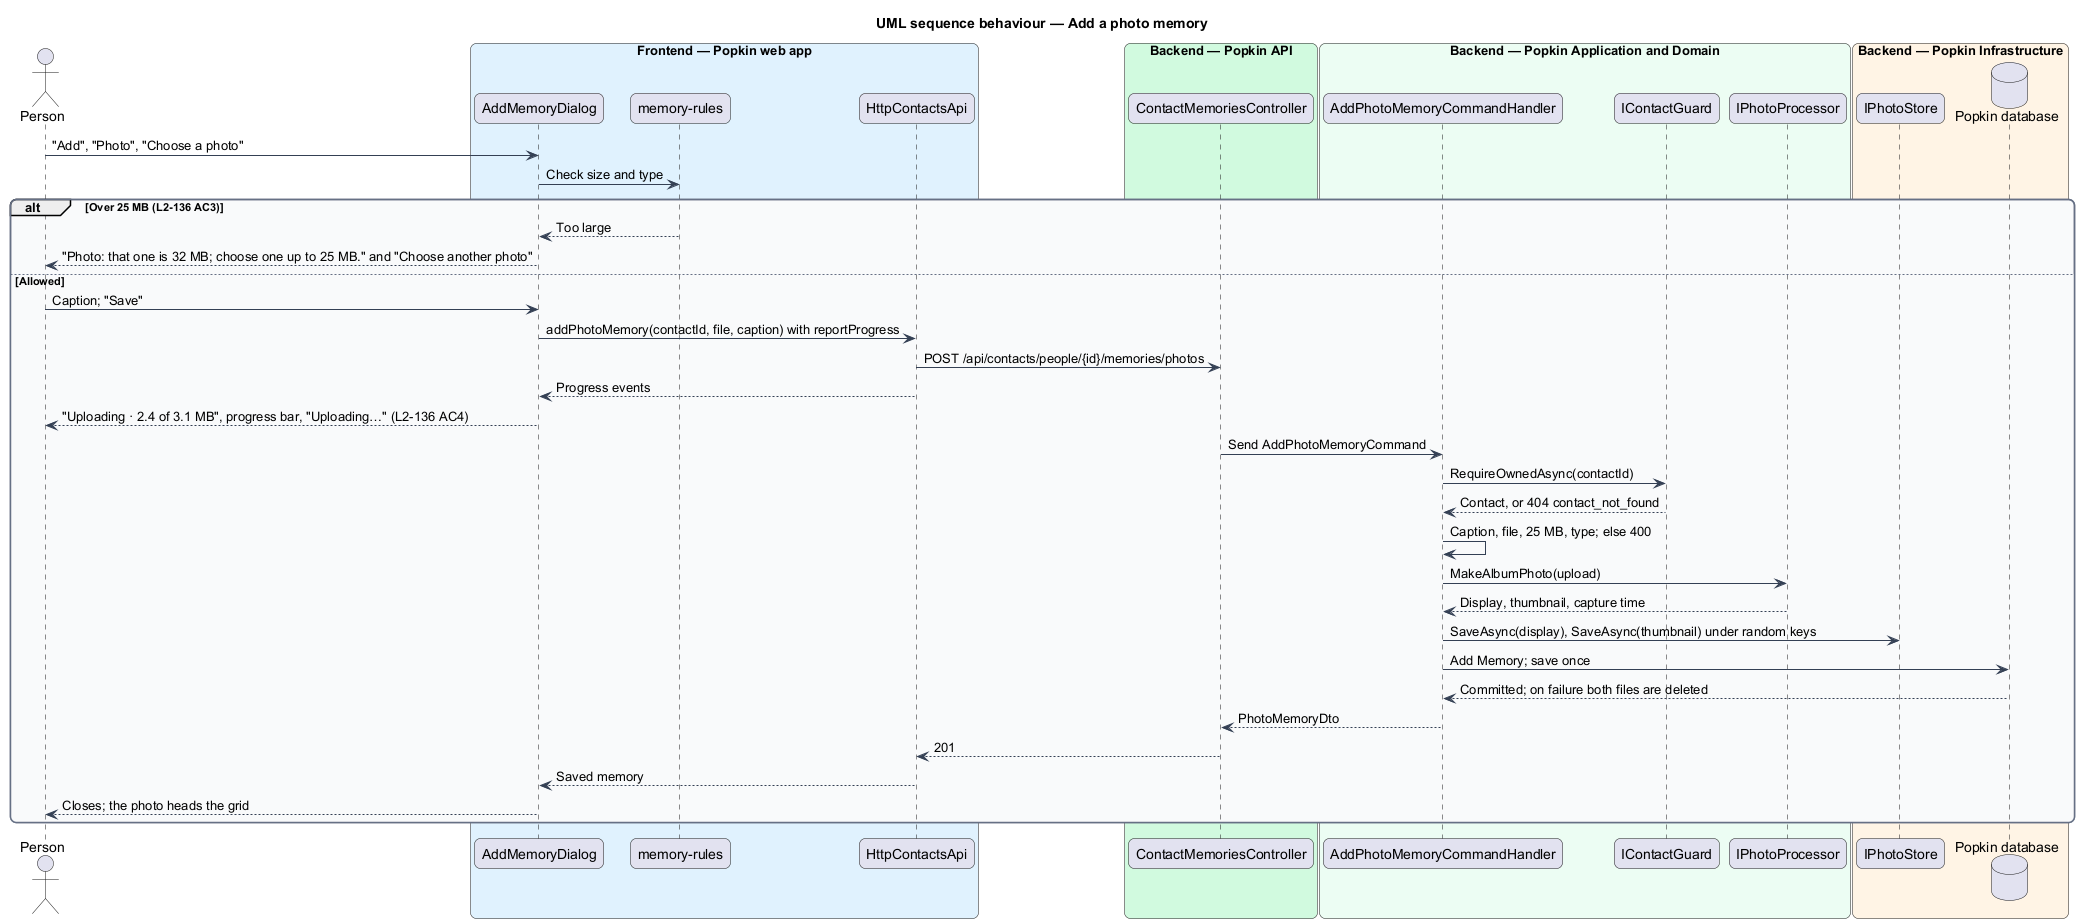 UML sequence behaviour — Add a photo memory
Frontend — Popkin web app
Backend — Popkin API
Backend — Popkin Application and Domain
Backend — Popkin Infrastructure
Person
AddMemoryDialog
memory-rules
HttpContactsApi
ContactMemoriesController
AddPhotoMemoryCommandHandler
IContactGuard
IPhotoProcessor
IPhotoStore
Popkin database
"Add", "Photo", "Choose a photo"
Check size and type
alt
[Over 25 MB (L2-136 AC3)]
Too large
"Photo: that one is 32 MB; choose one up to 25 MB." and "Choose another photo"
[Allowed]
Caption; "Save"
addPhotoMemory(contactId, file, caption) with reportProgress
POST /api/contacts/people/{id}/memories/photos
Progress events
"Uploading · 2.4 of 3.1 MB", progress bar, "Uploading…" (L2-136 AC4)
Send AddPhotoMemoryCommand
RequireOwnedAsync(contactId)
Contact, or 404 contact_not_found
Caption, file, 25 MB, type; else 400
MakeAlbumPhoto(upload)
Display, thumbnail, capture time
SaveAsync(display), SaveAsync(thumbnail) under random keys
Add Memory; save once
Committed; on failure both files are deleted
PhotoMemoryDto
201
Saved memory
Closes; the photo heads the grid
Person
AddMemoryDialog
memory-rules
HttpContactsApi
ContactMemoriesController
AddPhotoMemoryCommandHandler
IContactGuard
IPhotoProcessor
IPhotoStore
Popkin database